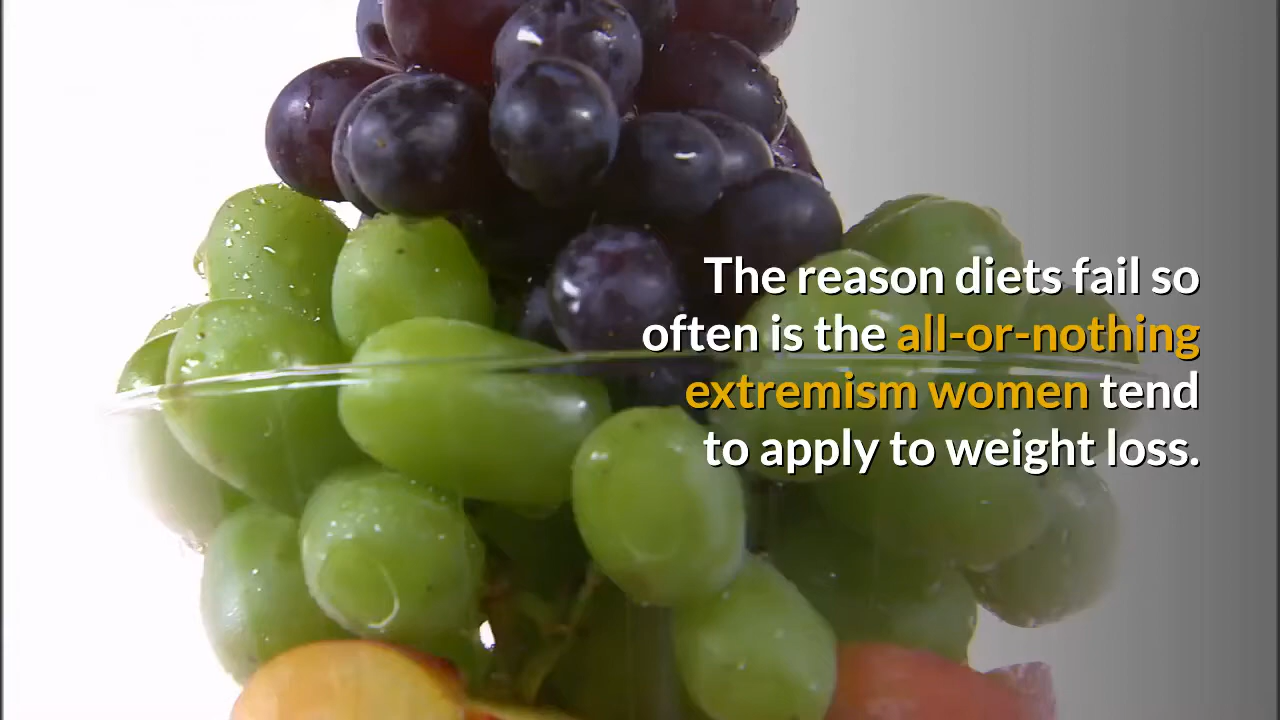 The reason diets fail so
often is the all-or-nothing
extremism women tend
to apply to weight loss.